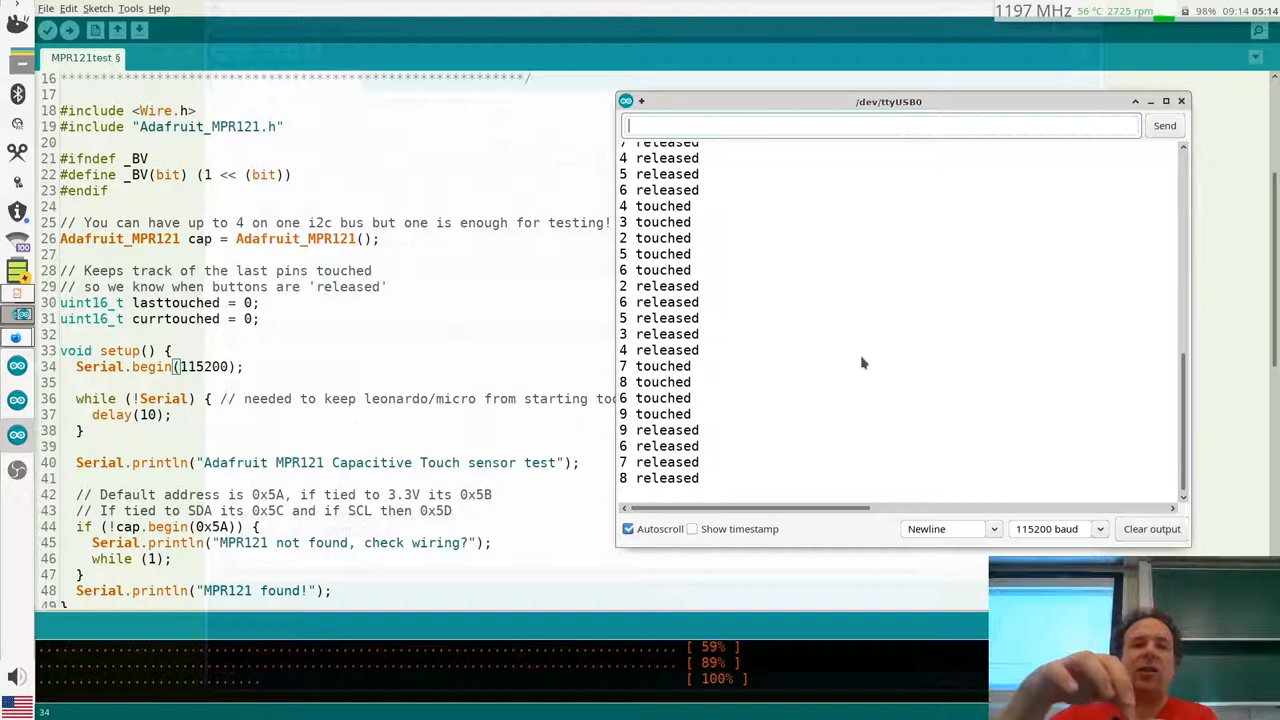 File Edit Sketch Tools Help
1197 MHz 56 °C 2725 rpm 98% 09:14 05:14
MPR121test §
16 ************************************************************/
17
18 #include <Wire.h>
19 #include "Adafruit_MPR121.h"
20
21 #ifndef _BV
22 #define _BV(bit) (1 << (bit))
23 #endif
24
25 // You can have up to 4 on one i2c bus but one is enough for testing!
26 Adafruit_MPR121 cap = Adafruit_MPR121();
27
28 // Keeps track of the last pins touched
29 // so we know when buttons are 'released'
30 uint16_t lasttouched = 0;
31 uint16_t currtouched = 0;
32
33 void setup() {
34 Serial.begin(115200);
35
36 while (!Serial) { // needed to keep leonardo/micro from starting too
37 delay(10);
38 }
39
40 Serial.println("Adafruit MPR121 Capacitive Touch sensor test");
41
42 // Default address is 0x5A, if tied to 3.3V its 0x5B
43 // If tied to SDA its 0x5C and if SCL then 0x5D
44 if (!cap.begin(0x5A)) {
45 Serial.println("MPR121 not found, check wiring?");
46 while (1);
47 }
48 Serial.println("MPR121 found!");
49 }
/dev/ttyUSB0
Send
7 released
4 released
5 released
6 released
4 touched
3 touched
2 touched
5 touched
6 touched
2 released
6 released
5 released
3 released
4 released
7 touched
8 touched
6 touched
9 touched
9 released
6 released
7 released
8 released
Autoscroll Show timestamp Newline 115200 baud Clear output
100
[ 59% ]
[ 89% ]
[ 100% ]
34